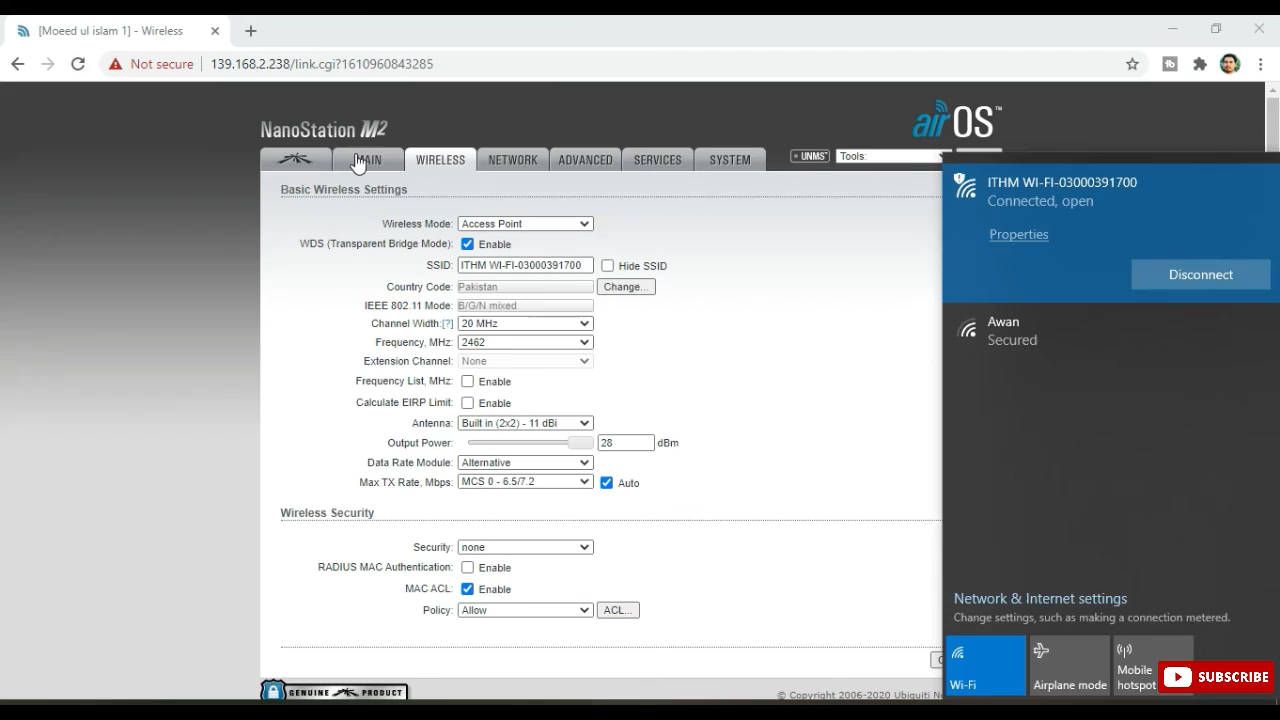 [Moeed ul islam 1] - Wireless
Not secure 139.168.2.238/link.cgi?1610960843285
NanoStation M2
airOS™
MAIN WIRELESS NETWORK ADVANCED SERVICES SYSTEM
UNMS™ Tools:
Basic Wireless Settings
Wireless Mode: Access Point
WDS (Transparent Bridge Mode): Enable
SSID: ITHM WI-FI-03000391700 Hide SSID
Country Code: Pakistan Change...
IEEE 802.11 Mode: B/G/N mixed
Channel Width:[?] 20 MHz
Frequency, MHz: 2462
Extension Channel: None
Frequency List, MHz: Enable
Calculate EIRP Limit: Enable
Antenna: Built in (2x2) - 11 dBi
Output Power: 28 dBm
Data Rate Module: Alternative
Max TX Rate, Mbps: MCS 0 - 6.5/7.2 Auto
Wireless Security
Security: none
RADIUS MAC Authentication: Enable
MAC ACL: Enable
Policy: Allow ACL...
GENUINE PRODUCT
© Copyright 2006-2020 Ubiquiti
ITHM WI-FI-03000391700
Connected, open
Properties
Disconnect
Awan
Secured
Network & Internet settings
Change settings, such as making a connection metered.
Wi-Fi
Airplane mode
Mobile hotspot
SUBSCRIBE